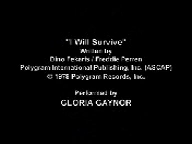 "I Will Survive"
Written by
Dino Fekaris / Freddie Perren
Polygram International Publishing, Inc. (ASCAP)
© 1978 Polygram Records, Inc.
Performed by
GLORIA GAYNOR